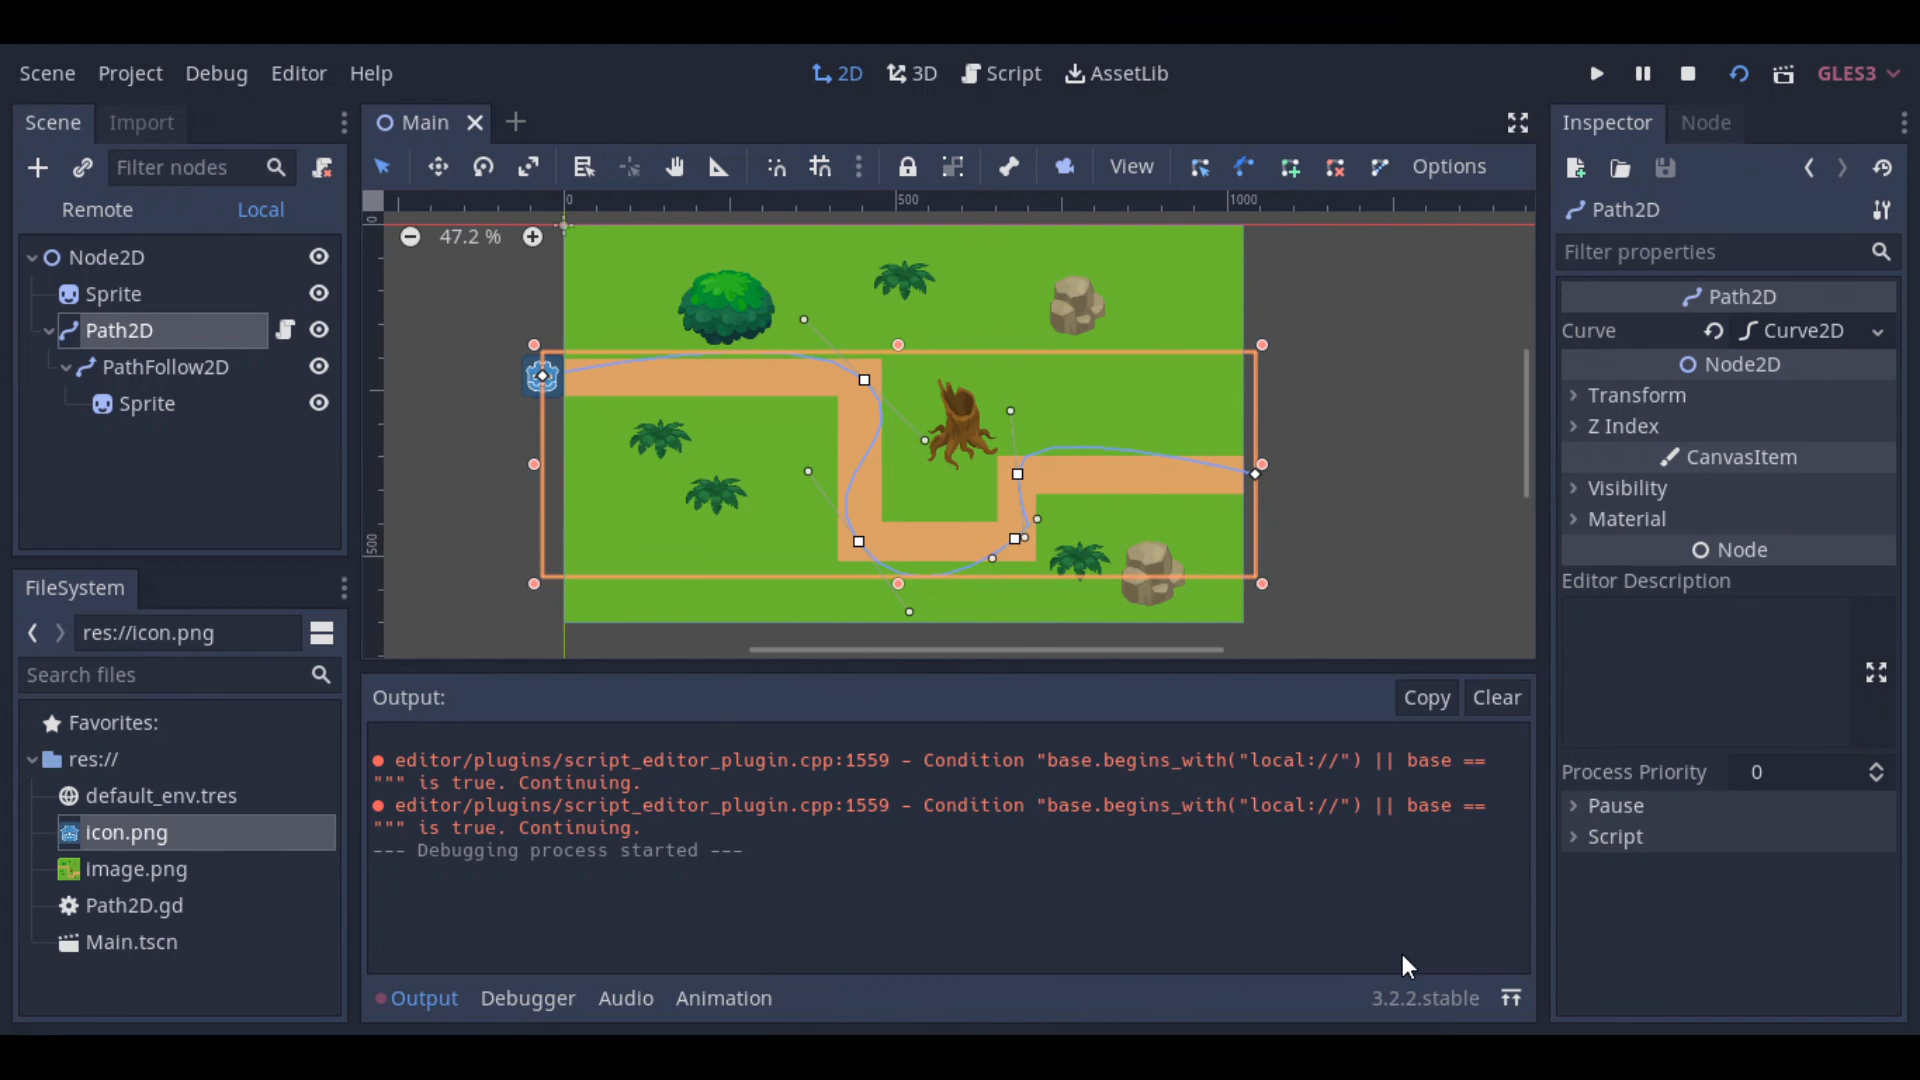 Scene Project Debug Editor Help
2D 3D Script AssetLib
GLES3
Scene Import
Main
Inspector Node
Filter nodes
View Options
Remote Local
0 500 1000
Path2D
47.2 %
0
500
Filter properties
Node2D
Sprite
Path2D
PathFollow2D
Sprite
Path2D
Curve Curve2D
Node2D
Transform
Z Index
CanvasItem
Visibility
Material
Node
Editor Description
Process Priority 0
Pause
Script
FileSystem
res://icon.png
Search files
Favorites:
res://
default_env.tres
icon.png
image.png
Path2D.gd
Main.tscn
Output: Copy Clear
editor/plugins/script_editor_plugin.cpp:1559 - Condition "base.begins_with("local://") || base ==
""" is true. Continuing.
editor/plugins/script_editor_plugin.cpp:1559 - Condition "base.begins_with("local://") || base ==
""" is true. Continuing.
--- Debugging process started ---
Output Debugger Audio Animation 3.2.2.stable